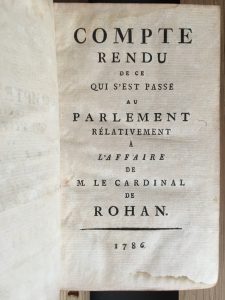 COMPTE
RENDU
DE CE
QUI S'EST PASSÉ
AU
PARLEMENT
RÉLATIVEMENT
À
L'AFFAIRE
DE
M. LE CARDINAL
DE
ROHAN.
1786.